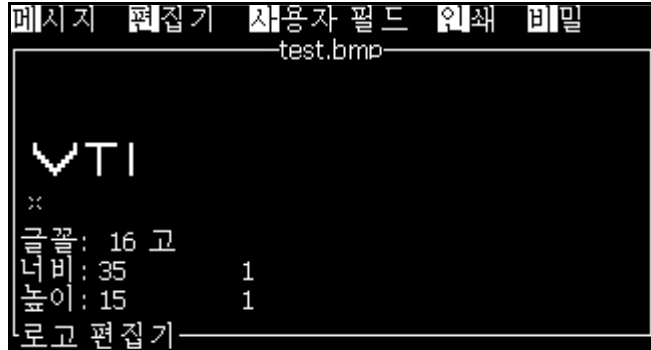 메시지 편집기 사용자 필드 인쇄 비밀
test.bmp
VTI
글꼴: 16 고
너비: 35 1
높이: 15 1
로고 편집기